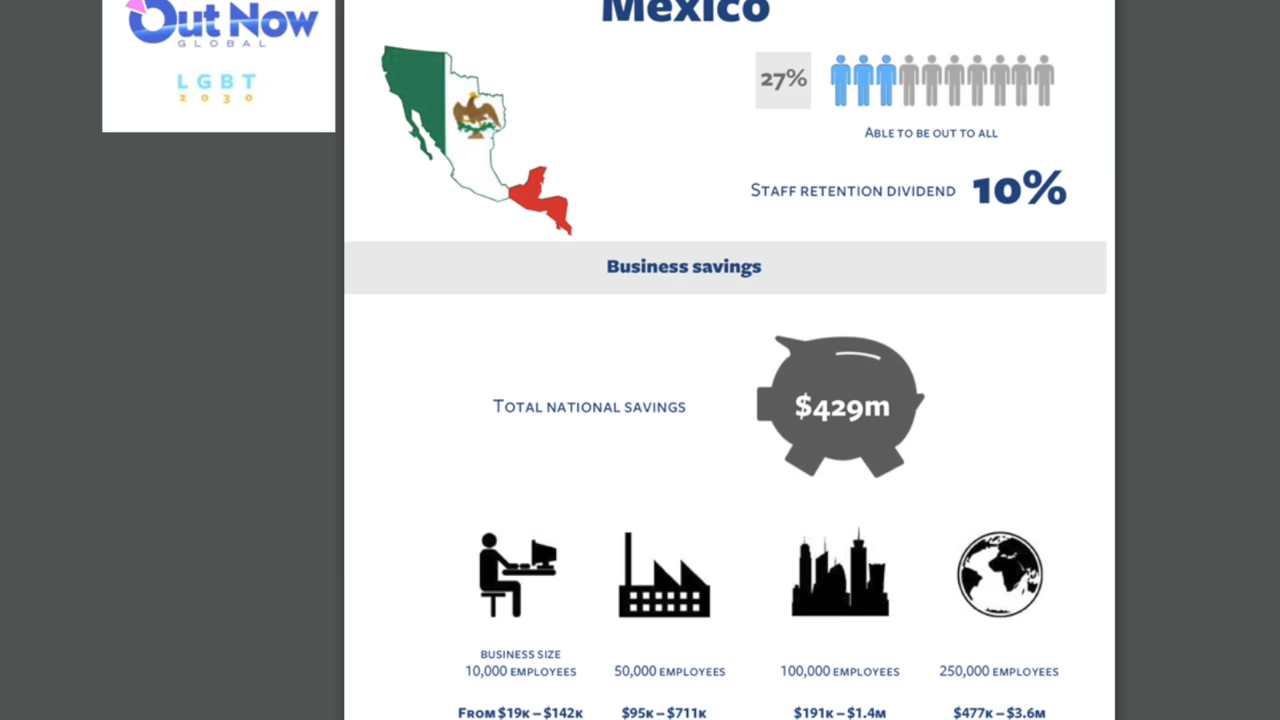 Out Now
GLOBAL
LGBT
2030
Mexico
27%
ABLE TO BE OUT TO ALL
STAFF RETENTION DIVIDEND 10%
Business savings
TOTAL NATIONAL SAVINGS
$429m
BUSINESS SIZE
10,000 EMPLOYEES
50,000 EMPLOYEES
100,000 EMPLOYEES
250,000 EMPLOYEES
FROM $19K – $142K
$95K – $711K
$191K – $1.4M
$477K – $3.6M